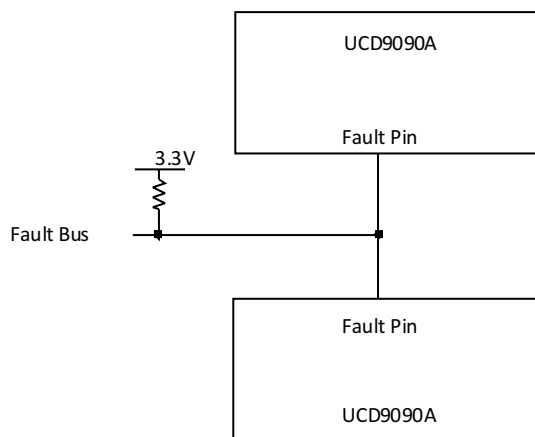 UCD9090A
Fault Pin
3.3V
Fault Bus
Fault Pin
UCD9090A